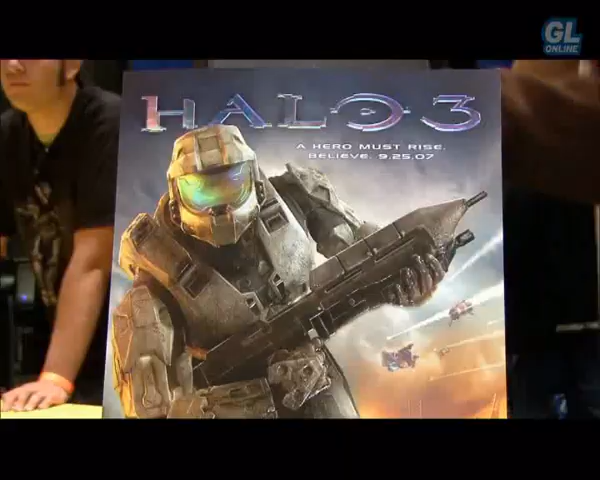 GL
ONLINE
HALO 3
A HERO MUST RISE.
BELIEVE. 9.25.07